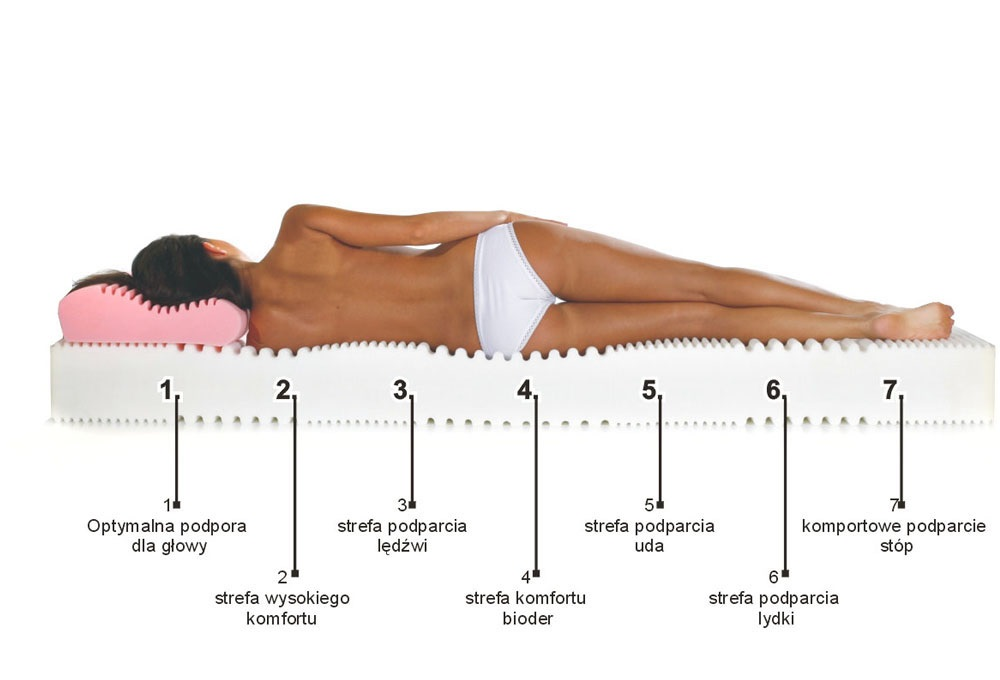 1.
2.
3.
4.
5.
6.
7.
1
Optymalna podpora
dla głowy
2
strefa wysokiego
komfortu
3
strefa podparcia
lędźwi
4
strefa komfortu
bioder
5
strefa podparcia
uda
6
strefa podparcia
lydki
7
komportowe podparcie
stóp